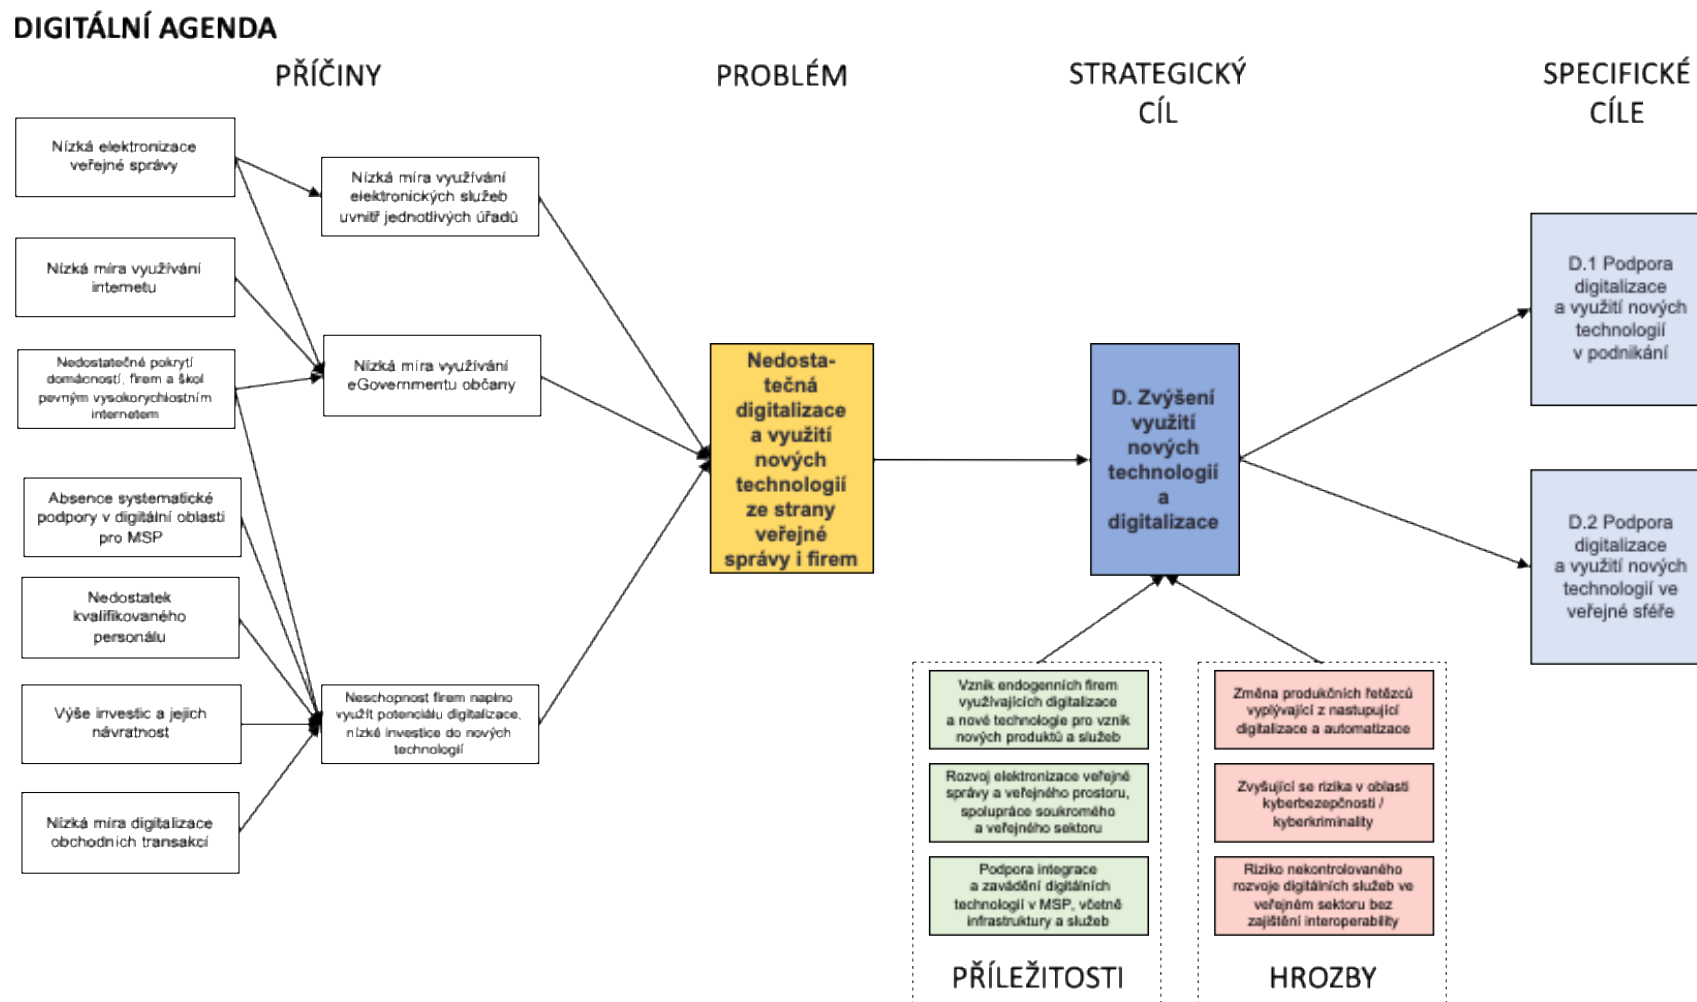 DIGITÁLNÍ AGENDA
PŘÍČINY
PROBLÉM
STRATEGICKÝ
CÍL
SPECIFICKÉ
CÍLE
Nízká elektronizace
veřejné správy
Nízká míra využívání
internetu
Nedostatečné pokrytí
domácností, firem a škol
pevným vysokorychlostním
internetem
Absence systematické
podpory v digitální oblasti
pro MSP
Nedostatek
kvalifikovaného
personálu
Výše investic a jejich
návratnost
Nízká míra digitalizace
obchodních transakcí
Nízká míra využívání
elektronických služeb
uvnitř jednotlivých úřadů
Nízká míra využívání
eGovernmentu občany
Neschopnost firem naplno
využít potenciálu digitalizace,
nízké investice do nových
technologií
Nedosta-
tečná
digitalizace
a využití
nových
technologií
ze strany
veřejné
správy i firem
D. Zvýšení
využití
nových
technologií
a
digitalizace
D.1 Podpora
digitalizace
a využití nových
technologií
v podnikání
D.2 Podpora
digitalizace
a využití nových
technologií ve
veřejné sféře
Vznik endogenních firem
využívajících digitalizace
a nové technologie pro vznik
nových produktů a služeb
Rozvoj elektronizace veřejné
správy a veřejného prostoru,
spolupráce soukromého
a veřejného sektoru
Podpora integrace
a zavádění digitálních
technologií v MSP, včetně
infrastruktury a služeb
PŘÍLEŽITOSTI
Změna produkčních řetězců
vyplývající z nastupující
digitalizace a automatizace
Zvyšující se rizika v oblasti
kyberbezepčnosti /
kyberkriminality
Riziko nekontrolovaného
rozvoje digitálních služeb ve
veřejném sektoru bez
zajištění interoperability
HROZBY